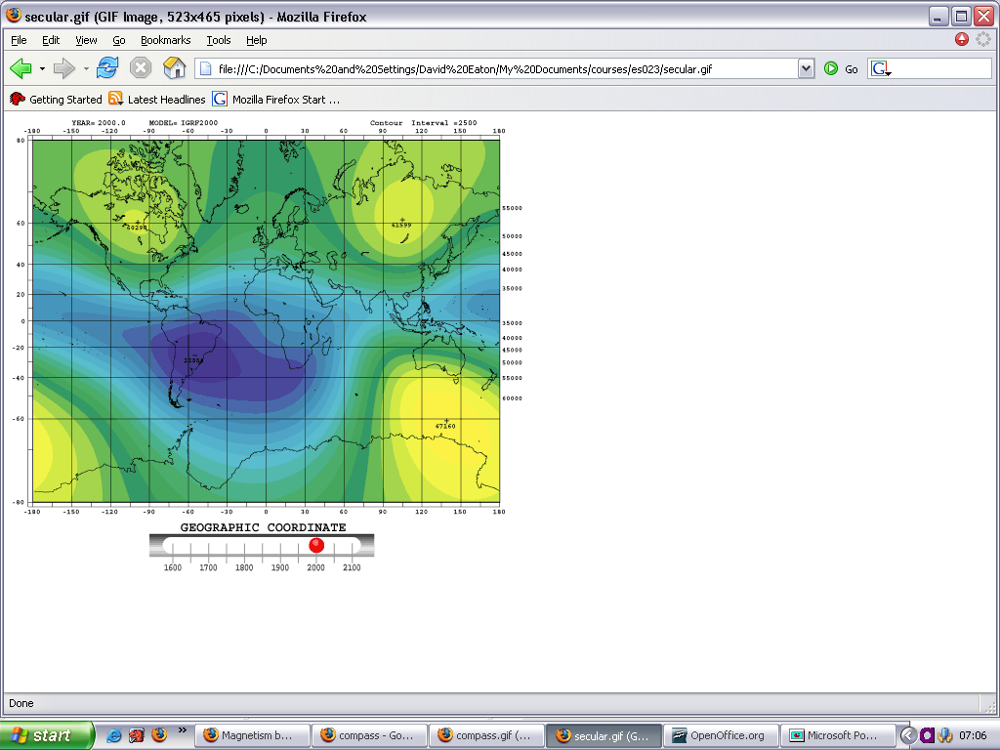 secular.gif (GIF Image, 523x465 pixels) - Mozilla Firefox
File Edit View Go Bookmarks Tools Help
file:///C:/Documents%20and%20Settings/David%20Eaton/My%20Documents/courses/es023/secular.gif Go G
Getting Started Latest Headlines Mozilla Firefox Start ...
YEAR= 2000.0 MODEL= IGRF2000 Contour Interval =2500
-180 -150 -120 -90 -60 -30 0 30 60 90 120 150 180
80
55000
60
60298 61599
50000
45000
40 40000
20 35000
0 35000
40000
-20 45000
50000
-40 55000
60000
-60
67160
-80
-180 -150 -120 -90 -60 -30 0 30 60 90 120 150 180
GEOGRAPHIC COORDINATE
1600 1700 1800 1900 2000 2100
Done
start » Magnetism b... compass - Go... compass.gif (... secular.gif (G... OpenOffice.org Microsoft Po... 07:06